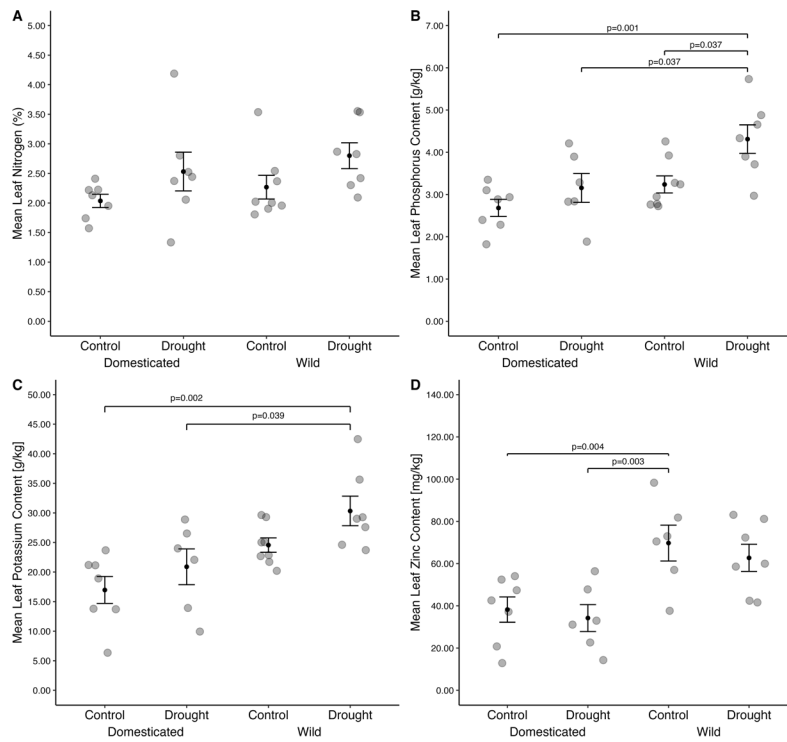 A
Mean Leaf Nitrogen (%)
5.00
4.50
4.00
3.50
3.00
2.50
2.00
1.50
1.00
0.50
0.00
Control Drought Control Drought
Domesticated Wild
B
Mean Leaf Phosphorus Content [g/kg]
7.00
6.00
5.00
4.00
3.00
2.00
1.00
0.00
p=0.001
p=0.037
p=0.037
Control Drought Control Drought
Domesticated Wild
C
Mean Leaf Potassium Content [g/kg]
50.00
45.00
40.00
35.00
30.00
25.00
20.00
15.00
10.00
5.00
0.00
p=0.002
p=0.039
Control Drought Control Drought
Domesticated Wild
D
Mean Leaf Zinc Content [mg/kg]
140.00
120.00
100.00
80.00
60.00
40.00
20.00
0.00
p=0.004
p=0.003
Control Drought Control Drought
Domesticated Wild